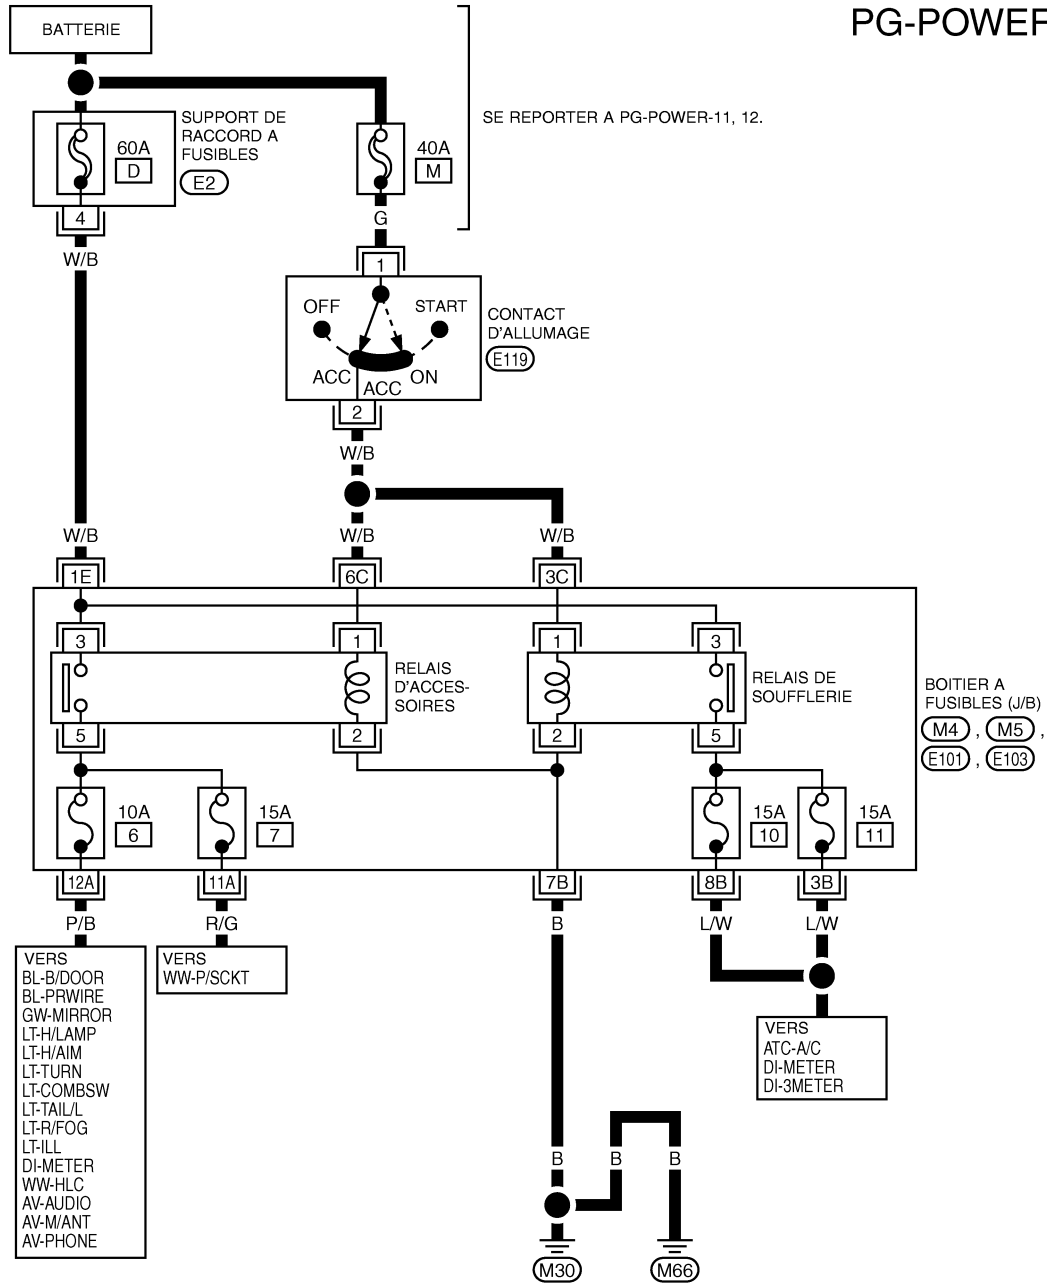 PG-POWER
BATTERIE
SUPPORT DE
RACCORD A
FUSIBLES
E2
60A
D
4
W/B
40A
M
G
SE REPORTER A PG-POWER-11, 12.
1
OFF
START
ACC
ACC
ON
CONTACT
D'ALLUMAGE
E119
2
W/B
W/B
W/B
W/B
1E
6C
3C
3
1
1
3
RELAIS
D'ACCES-
SOIRES
RELAIS DE
SOUFFLERIE
BOITIER A
FUSIBLES (J/B)
M4 , M5 ,
E101 , E103
5
2
2
5
10A
6
15A
7
15A
10
15A
11
12A
11A
7B
8B
3B
P/B
R/G
B
L/W
L/W
VERS
BL-B/DOOR
BL-PRWIRE
GW-MIRROR
LT-H/LAMP
LT-H/AIM
LT-TURN
LT-COMBSW
LT-TAIL/L
LT-R/FOG
LT-ILL
DI-METER
WW-HLC
AV-AUDIO
AV-M/ANT
AV-PHONE
VERS
WW-P/SCKT
VERS
ATC-A/C
DI-METER
DI-3METER
B
B
B
M30
M66